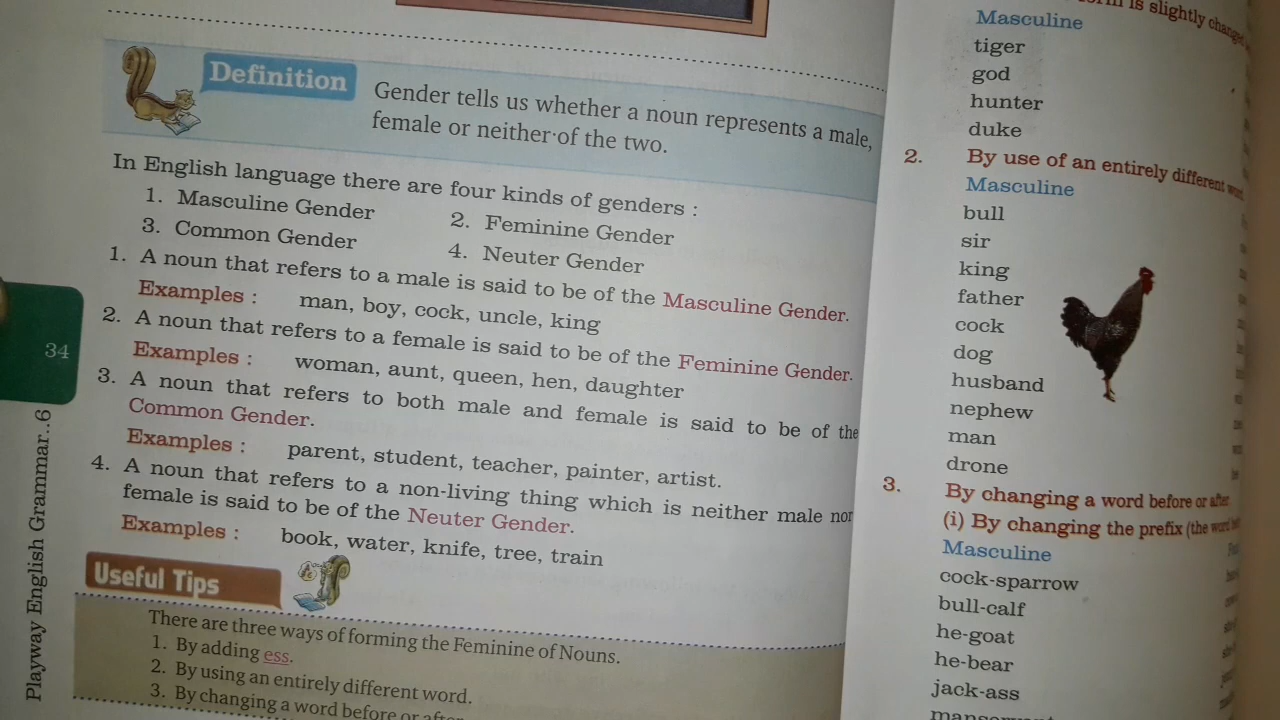 Definition
Gender tells us whether a noun represents a male,
female or neither of the two.
In English language there are four kinds of genders :
1. Masculine Gender 2. Feminine Gender
3. Common Gender 4. Neuter Gender
1. A noun that refers to a male is said to be of the Masculine Gender.
Examples : man, boy, cock, uncle, king
2. A noun that refers to a female is said to be of the Feminine Gender.
Examples : woman, aunt, queen, hen, daughter
3. A noun that refers to both male and female is said to be of the
Common Gender.
Examples : parent, student, teacher, painter, artist.
4. A noun that refers to a non-living thing which is neither male nor
female is said to be of the Neuter Gender.
Examples : book, water, knife, tree, train
Useful Tips
There are three ways of forming the Feminine of Nouns.
1. By adding ess.
2. By using an entirely different word.
3. By changing a word before or after
34
Playway English Grammar..6
is slightly
Masculine
tiger
god
hunter
duke
2. By use of an entirely different
Masculine
bull
sir
king
father
cock
dog
husband
nephew
man
drone
3. By changing a word before or after
(i) By changing the prefix (the
Masculine
cock-sparrow
bull-calf
he-goat
he-bear
jack-ass